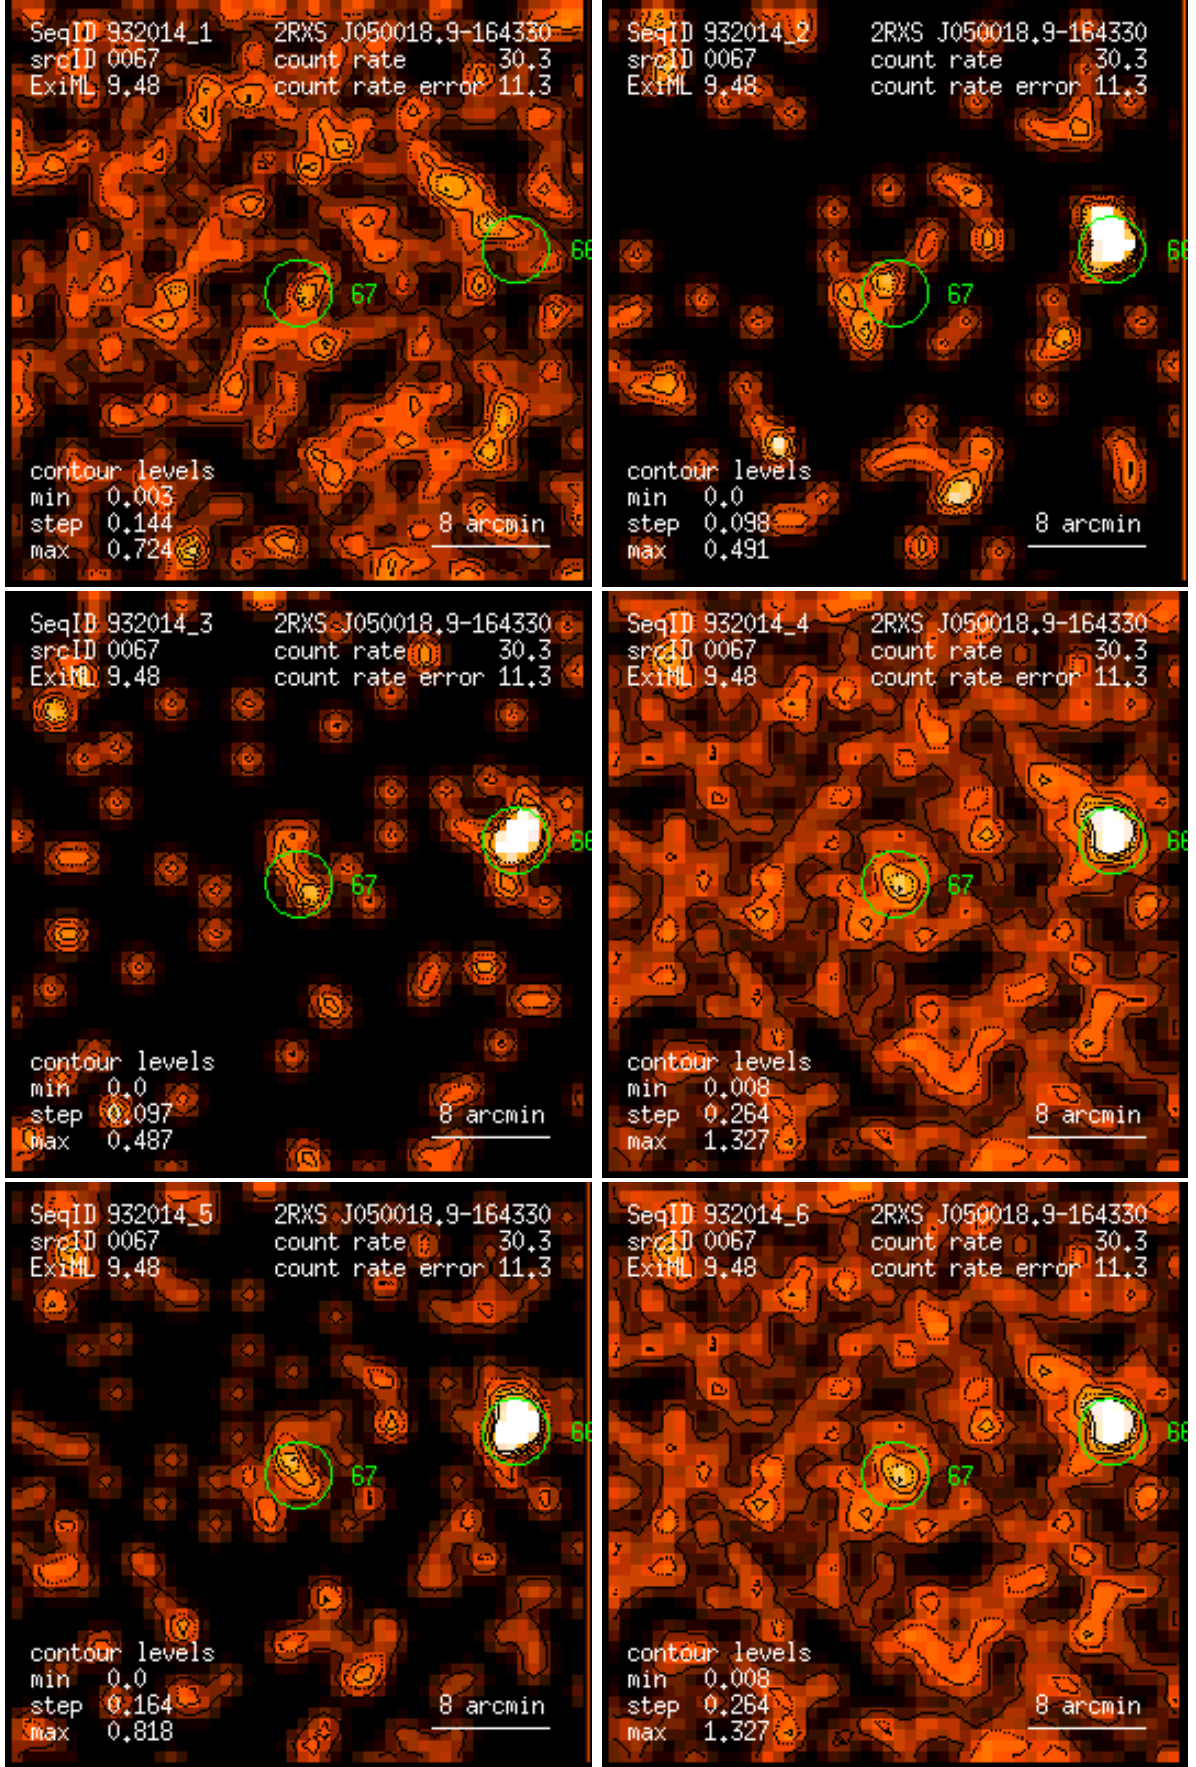 SeqID 932014_1 2RXS J050018.9-164330
srcID 0067 count rate 30.3
ExiML 9.48 count rate error 11.3
66
67
contour levels
min 0.003
step 0.144 8 arcmin
max 0.724
SeqID 932014_2 2RXS J050018.9-164330
srcID 0067 count rate 30.3
ExiML 9.48 count rate error 11.3
66
67
contour levels
min 0.0
step 0.098 8 arcmin
max 0.491
SeqID 932014_3 2RXS J050018.9-164330
srcID 0067 count rate 30.3
ExiML 9.48 count rate error 11.3
66
67
contour levels
min 0.0
step 0.097 8 arcmin
max 0.487
SeqID 932014_4 2RXS J050018.9-164330
srcID 0067 count rate 30.3
ExiML 9.48 count rate error 11.3
66
67
contour levels
min 0.008
step 0.264 8 arcmin
max 1.327
SeqID 932014_5 2RXS J050018.9-164330
srcID 0067 count rate 30.3
ExiML 9.48 count rate error 11.3
66
67
contour levels
min 0.0
step 0.164 8 arcmin
max 0.818
SeqID 932014_6 2RXS J050018.9-164330
srcID 0067 count rate 30.3
ExiML 9.48 count rate error 11.3
66
67
contour levels
min 0.008
step 0.264 8 arcmin
max 1.327